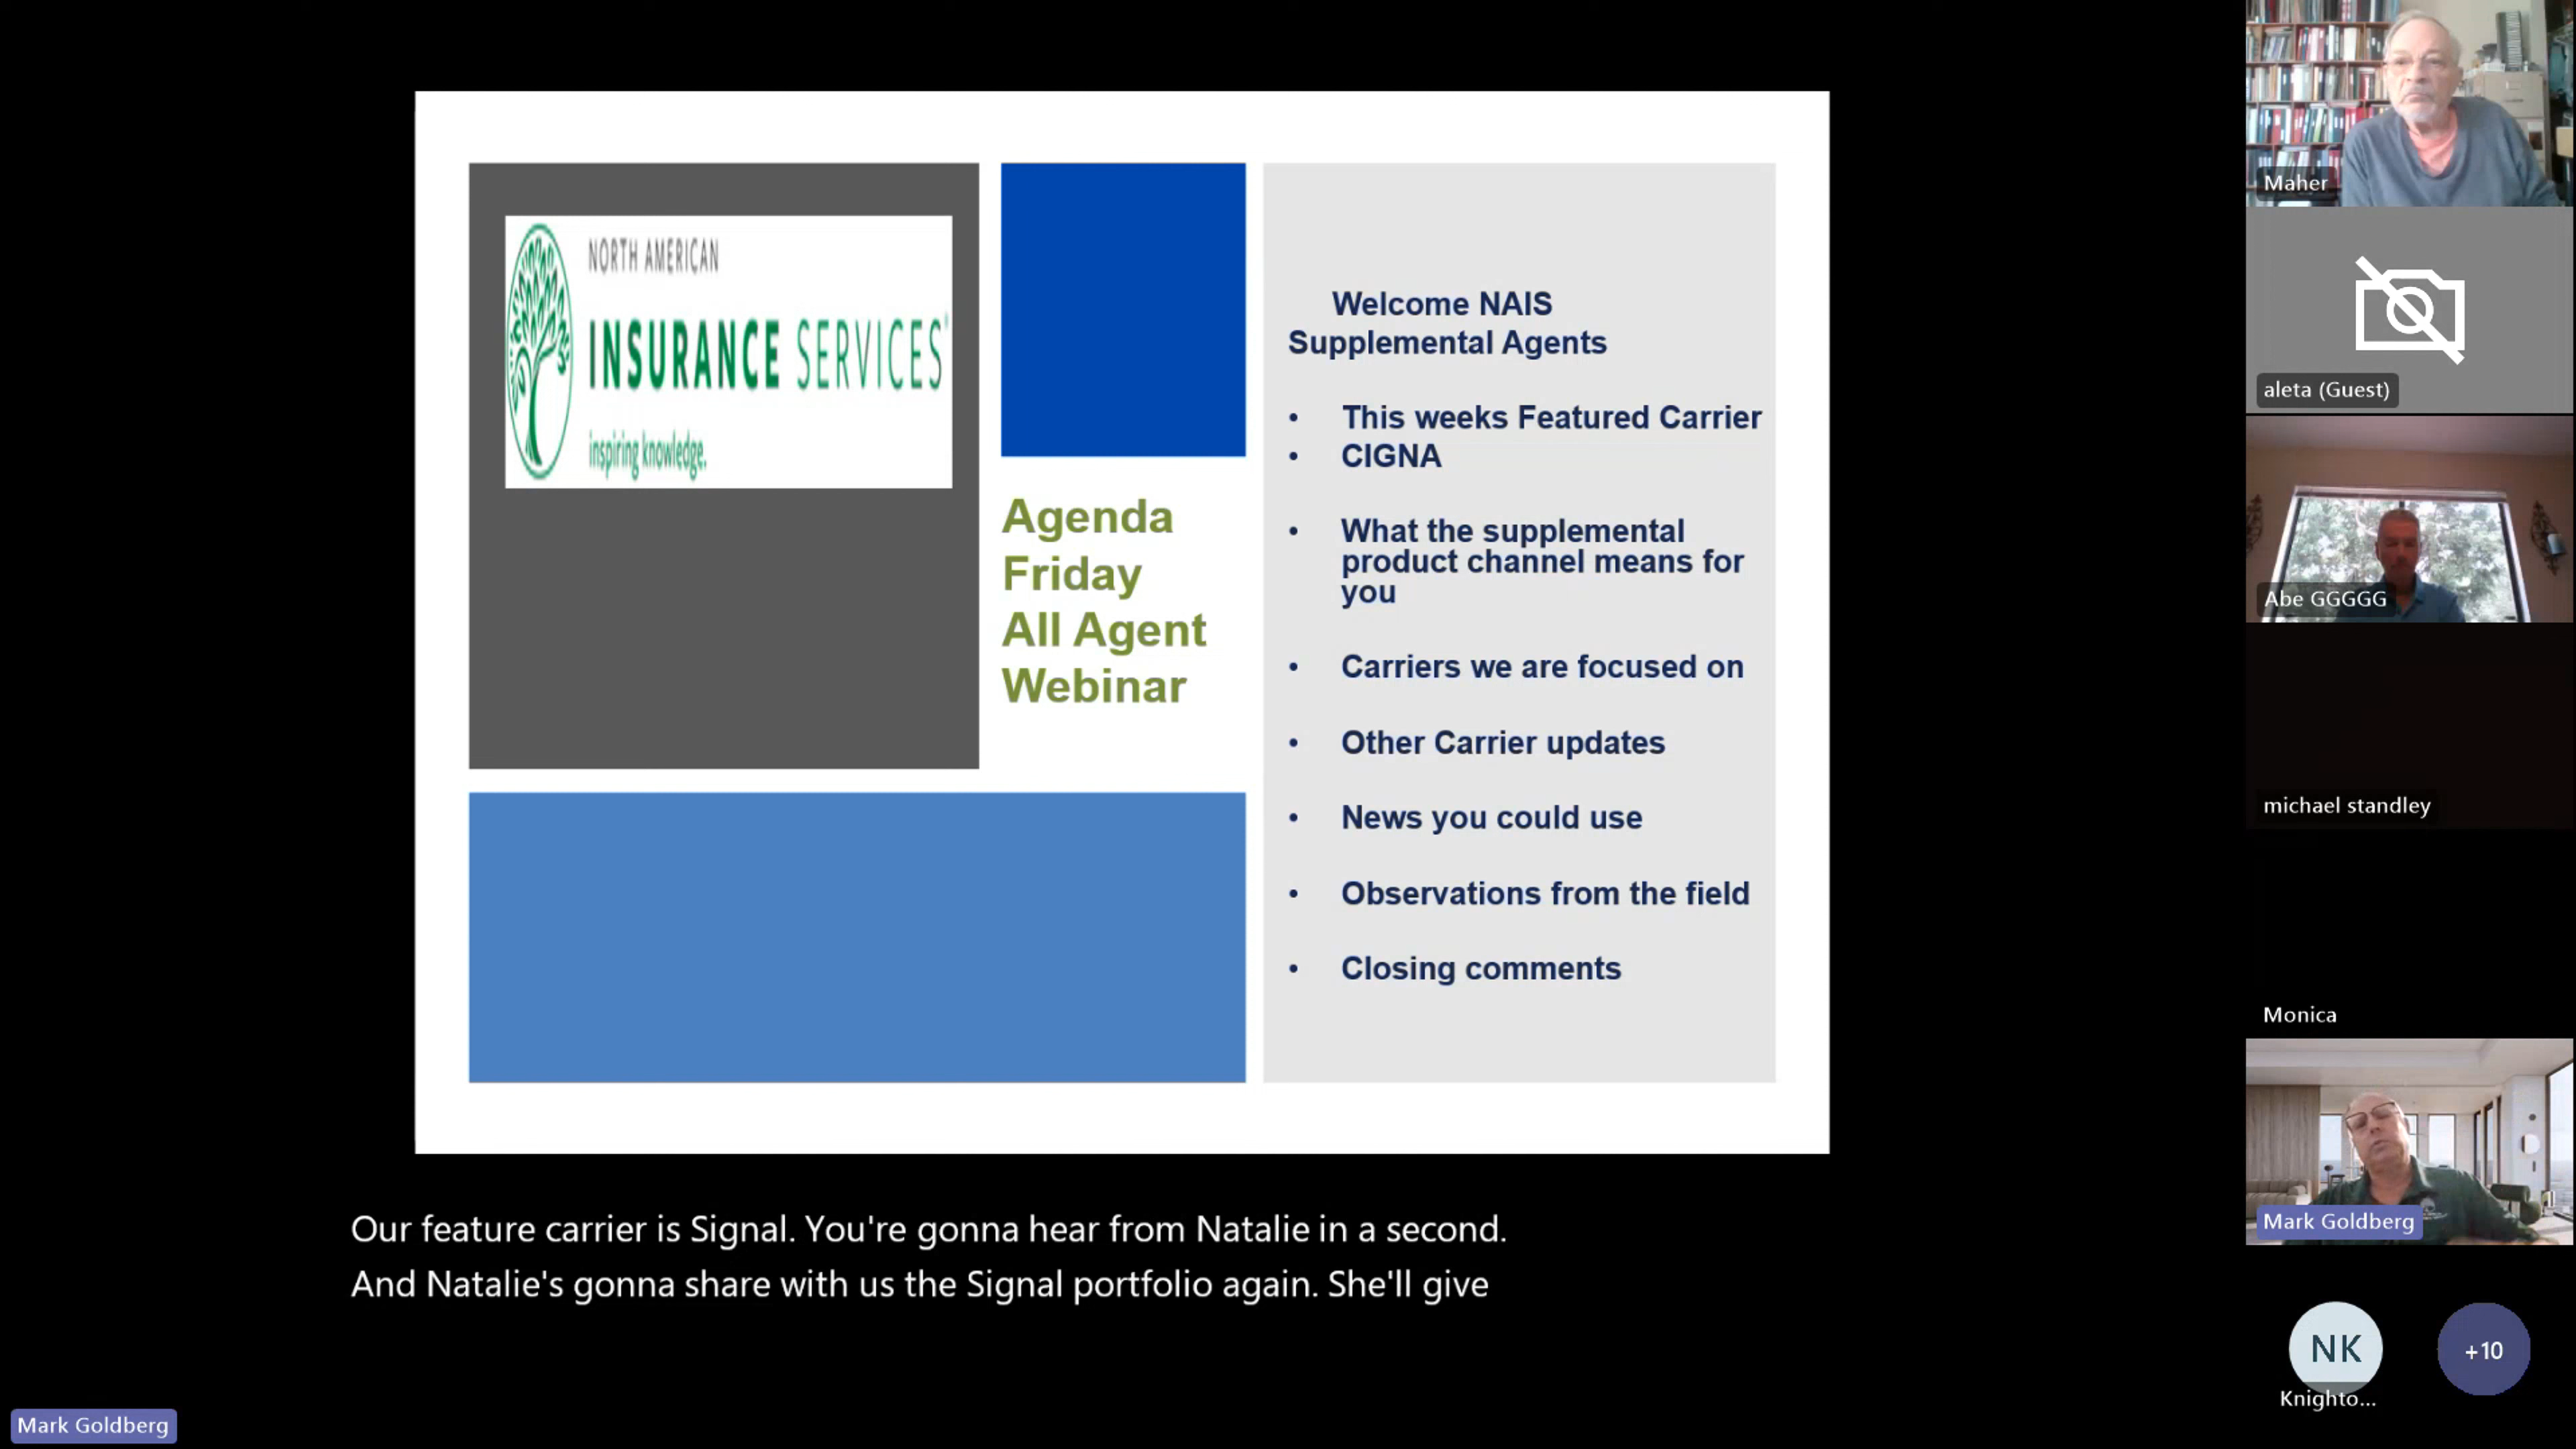 NORTH AMERICAN
INSURANCE SERVICES
inspiring knowledge.
Agenda
Friday
All Agent
Webinar
Welcome NAIS
Supplemental Agents
• This weeks Featured Carrier
• CIGNA
• What the supplemental
product channel means for
you
• Carriers we are focused on
• Other Carrier updates
• News you could use
• Observations from the field
• Closing comments
Our feature carrier is Signal. You're gonna hear from Natalie in a second.
And Natalie's gonna share with us the Signal portfolio again. She'll give
Mark Goldberg
Maher
aleta (Guest)
Abe GGGGG
michael standley
Monica
Mark Goldberg
NK
Knighto...
+10